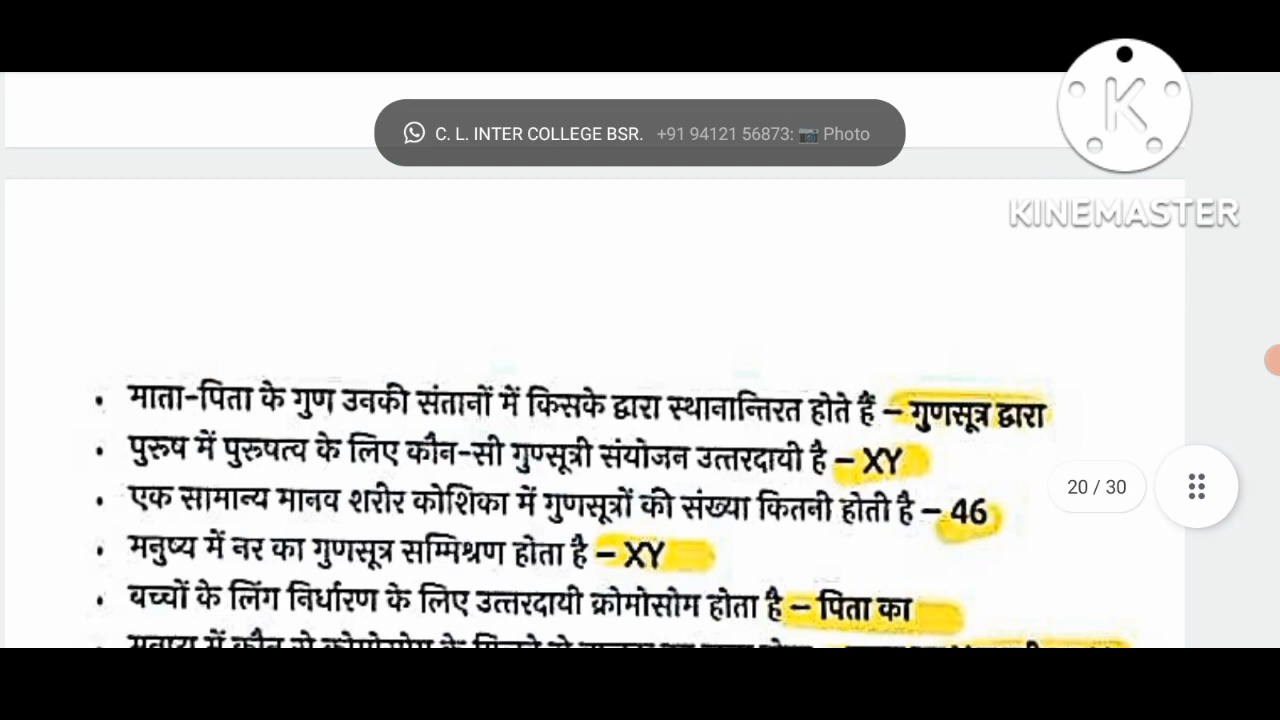 C. L. INTER COLLEGE BSR. +91 94121 56873: 📷 Photo
K
KINEMASTER
• माता-पिता के गुण उनकी संतानों में किसके द्वारा स्थानान्तिरत होते हैं – गुणसूत्र द्वारा
• पुरुष में पुरुषत्व के लिए कौन-सी गुणसूत्री संयोजन उत्तरदायी है – XY
20 / 30
• एक सामान्य मानव शरीर कोशिका में गुणसूत्रों की संख्या कितनी होती है – 46
• मनुष्य में नर का गुणसूत्र सम्मिश्रण होता है – XY
• बच्चों के लिंग निर्धारण के लिए उत्तरदायी क्रोमोसोम होता है – पिता का